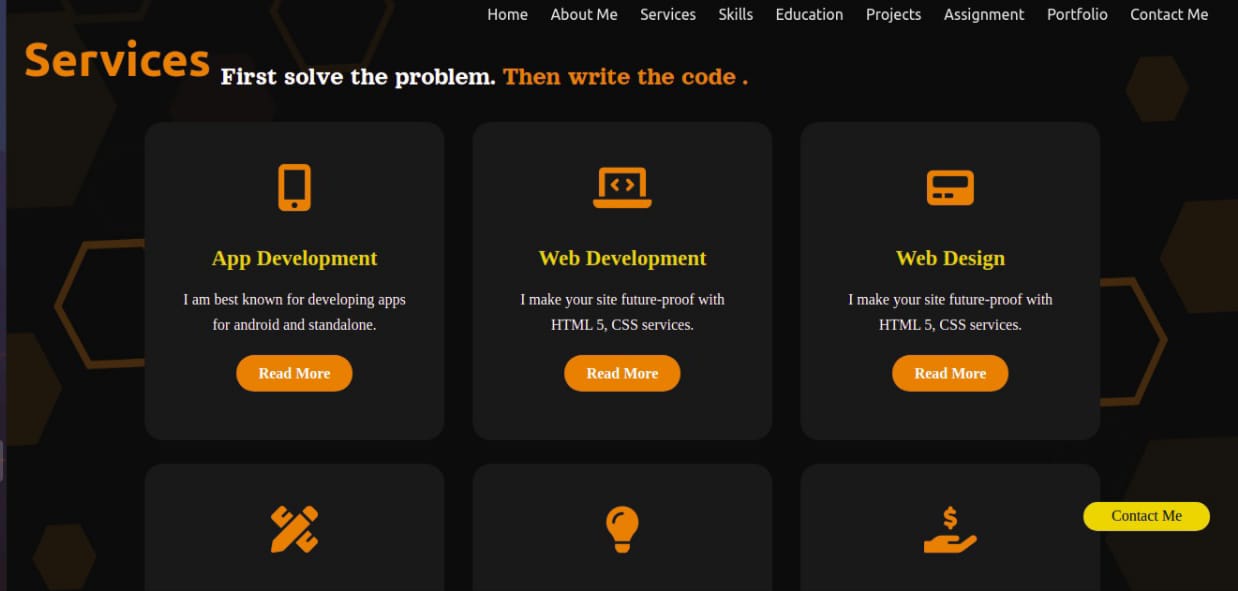 Home About Me Services Skills Education Projects Assignment Portfolio Contact Me
Services First solve the problem. Then write the code .
App Development
I am best known for developing apps
for android and standalone.
Read More
Web Development
I make your site future-proof with
HTML 5, CSS services.
Read More
Web Design
I make your site future-proof with
HTML 5, CSS services.
Read More
Contact Me